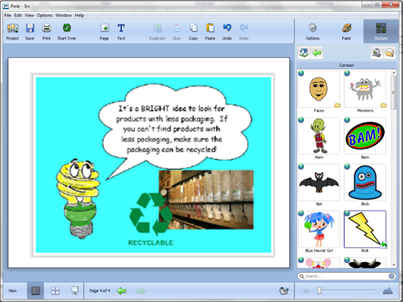 Pixie - Src
File Edit View Options Window Help
Project Save Print Start Over Page Text Duplicate Glue Copy Paste Undo Redo Options Paint Stickers
Cartoon
It's a BRIGHT idea to look for
products with less packaging. If
you can't find products with
less packaging, make sure the
packaging can be recycled!
RECYCLABLE
Faces Monsters
BAM!
Alien Bam
Bat Blob
Blue Haired Girl Bolt
Search...
View Page 4 of 4